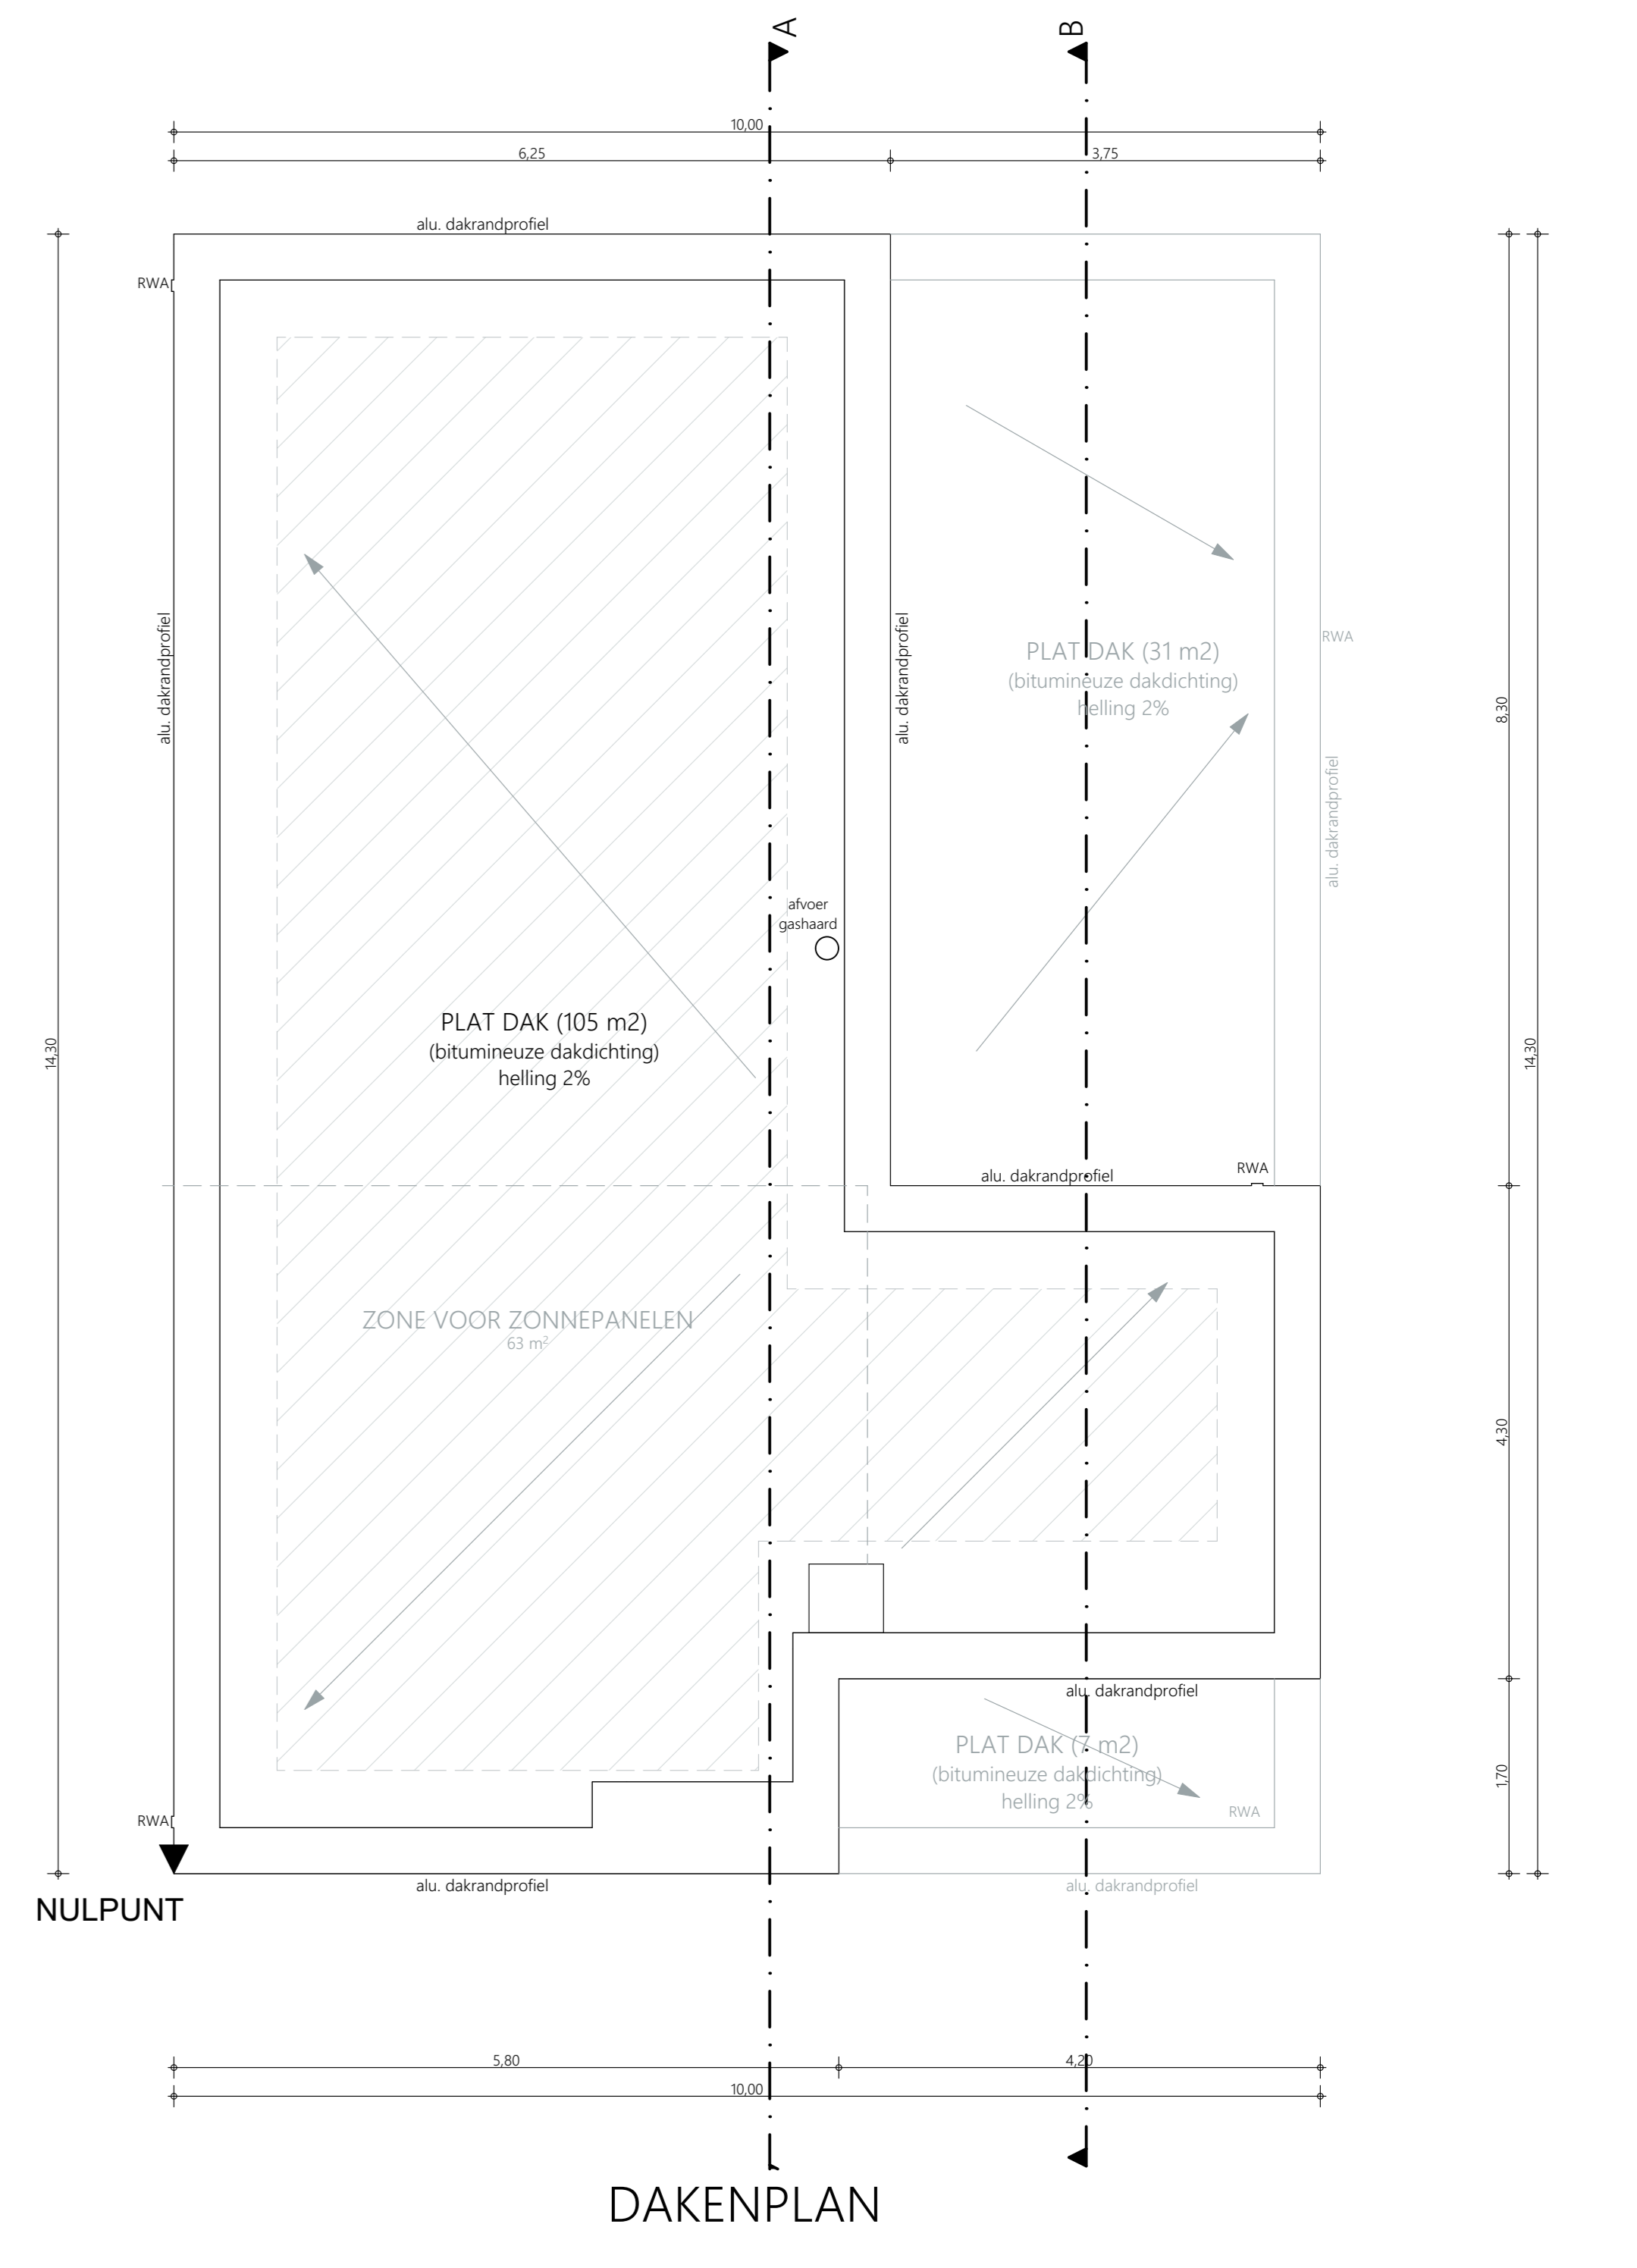 A
B
10,00
6,25
3,75
alu. dakrandprofiel
RWA
alu. dakrandprofiel
alu. dakrandprofiel
PLAT DAK (31 m2)
(bitumineuze dakdichting)
helling 2%
RWA
alu. dakrandprofiel
8,30
afvoer
gashaard
PLAT DAK (105 m2)
(bitumineuze dakdichting)
helling 2%
14,30
14,30
alu. dakrandprofiel
RWA
ZONE VOOR ZONNEPANELEN
63 m²
4,30
alu. dakrandprofiel
PLAT DAK (7 m2)
(bitumineuze dakdichting)
helling 2%
RWA
1,70
RWA
alu. dakrandprofiel
alu. dakrandprofiel
NULPUNT
5,80
4,20
10,00
DAKENPLAN